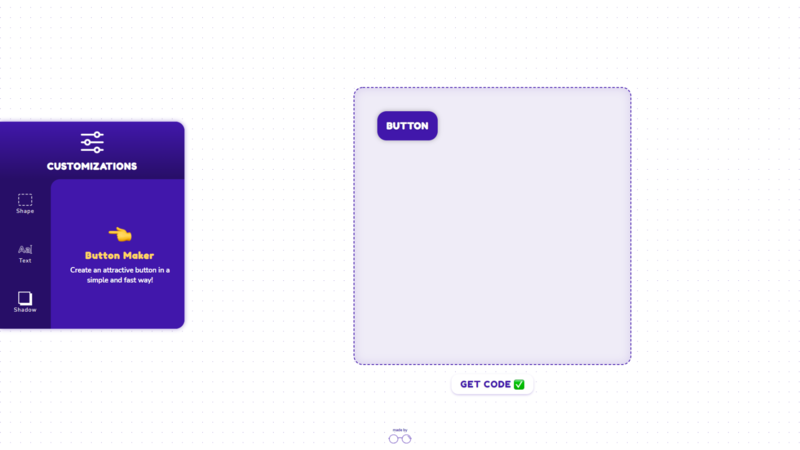 CUSTOMIZATIONS
Shape
Aa
Text
Shadow
Button Maker
Create an attractive button in a
simple and fast way!
BUTTON
GET CODE ✅
made by